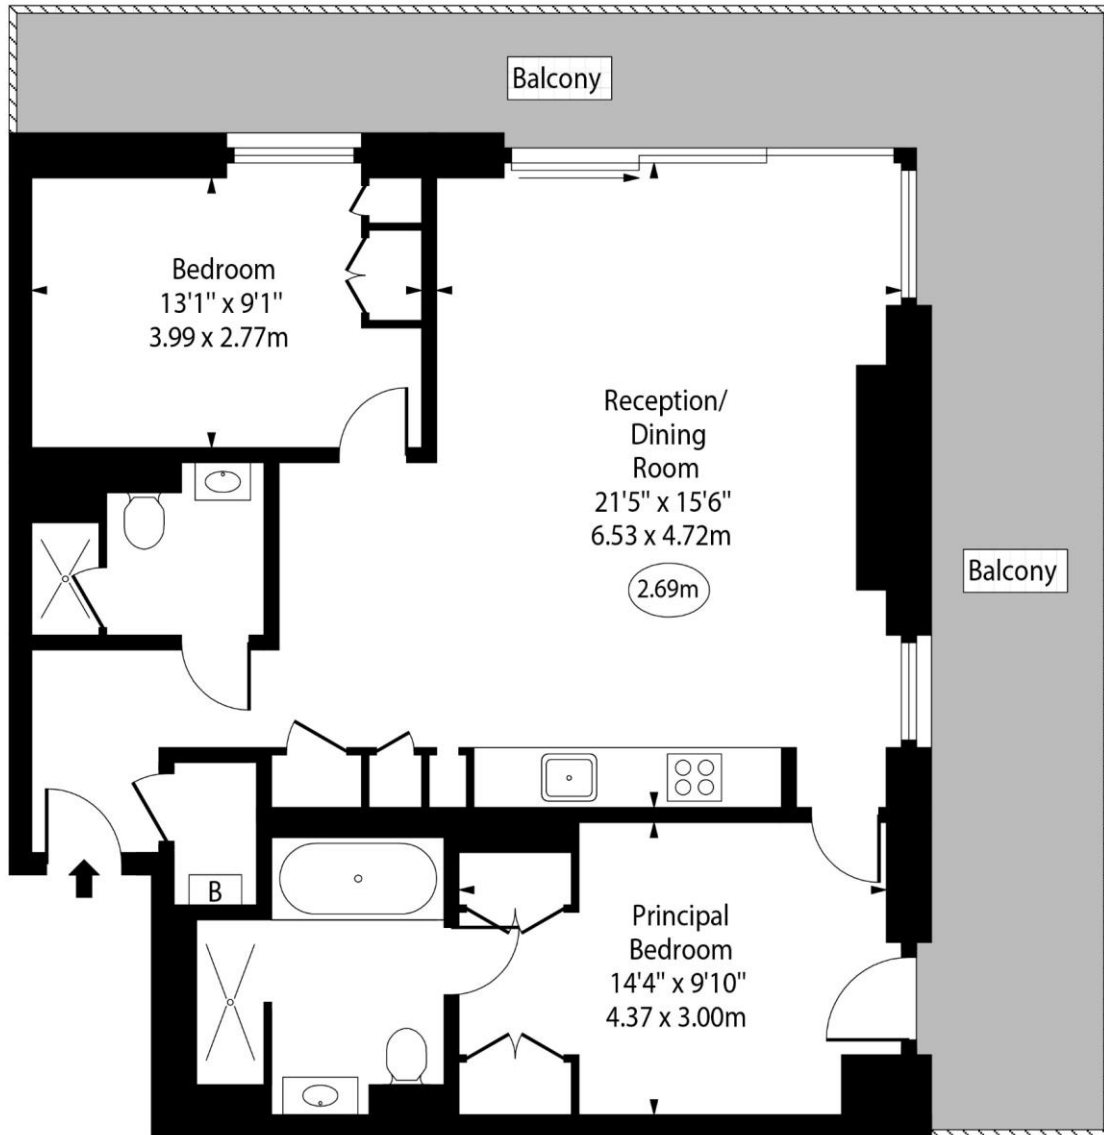 Balcony
Bedroom
13'1" x 9'1"
3.99 x 2.77m
Reception/
Dining
Room
21'5" x 15'6"
6.53 x 4.72m
2.69m
Balcony
B
Principal
Bedroom
14'4" x 9'10"
4.37 x 3.00m